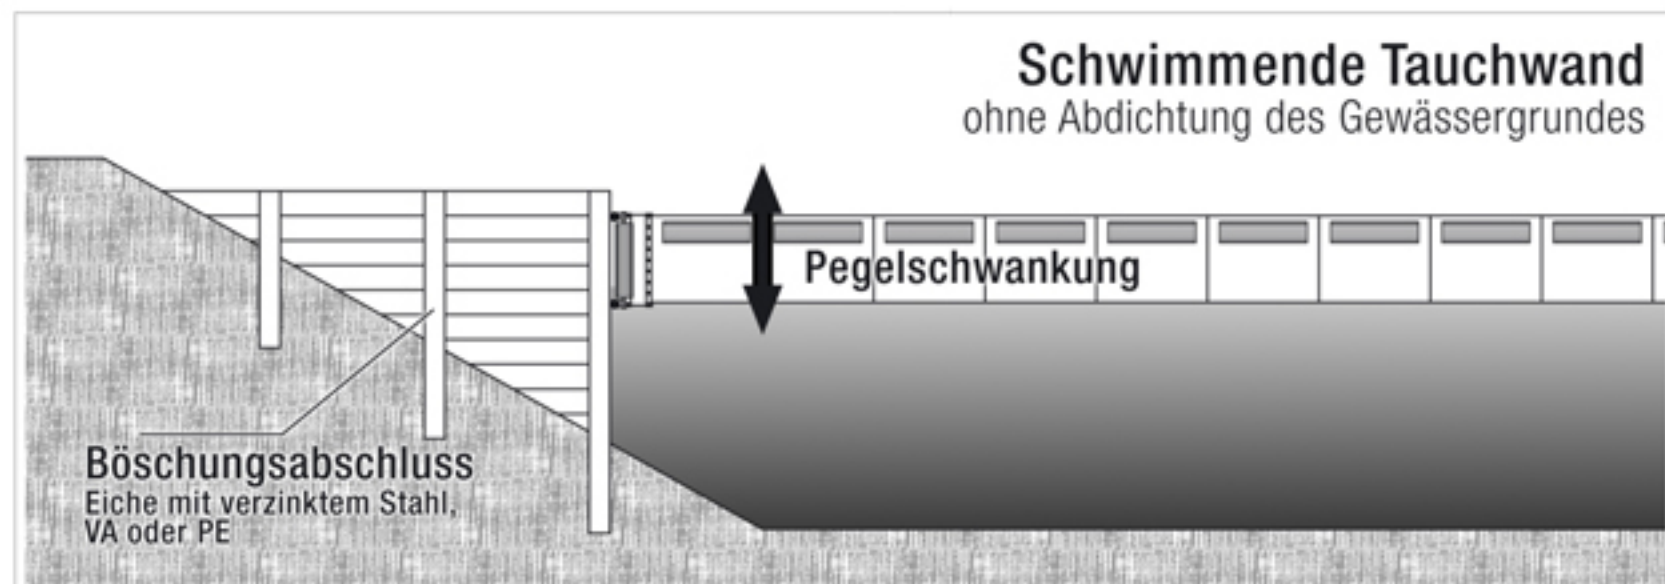 Schwimmende Tauchwand
ohne Abdichtung des Gewässergrundes
Pegelschwankung
Böschungsabschluss
Eiche mit verzinktem Stahl,
VA oder PE